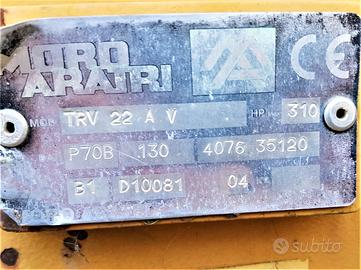 MORO
ARATRI
CE
MOD. TRV 22 A V HP 310
P70B 130 4076 35120
B1 D10081 04
subito